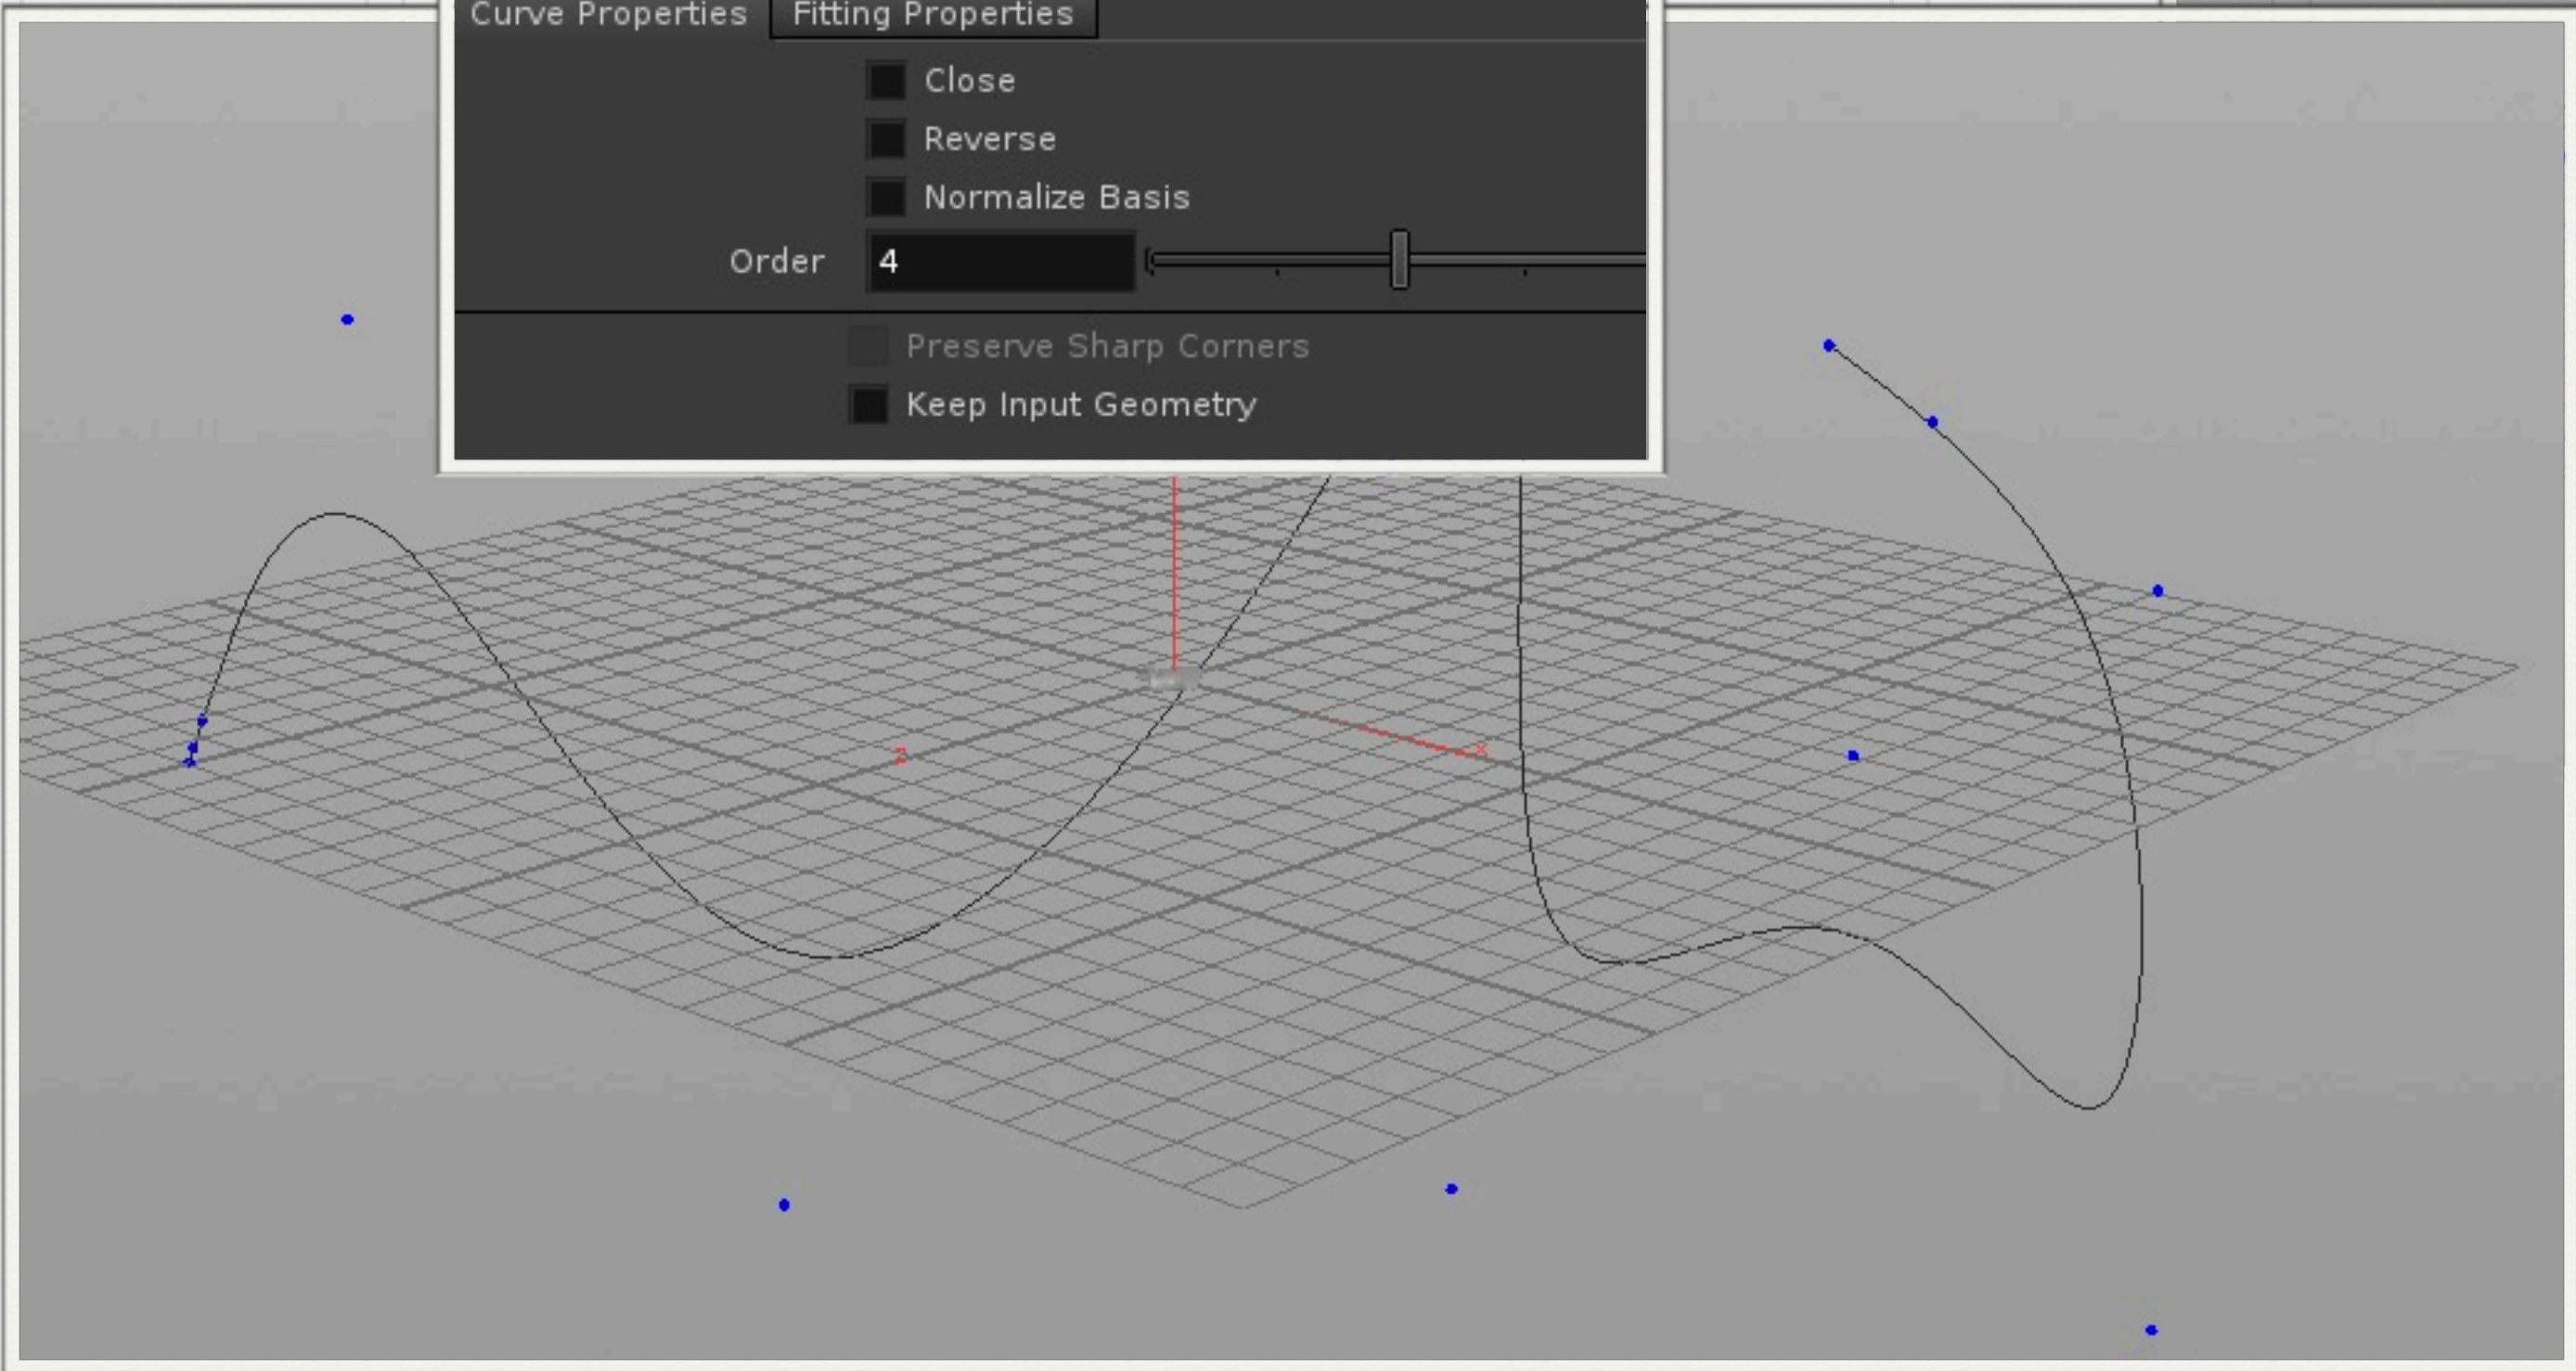 Curve Properties Fitting Properties
Close
Reverse
Normalize Basis
Order 4
Preserve Sharp Corners
Keep Input Geometry
z x